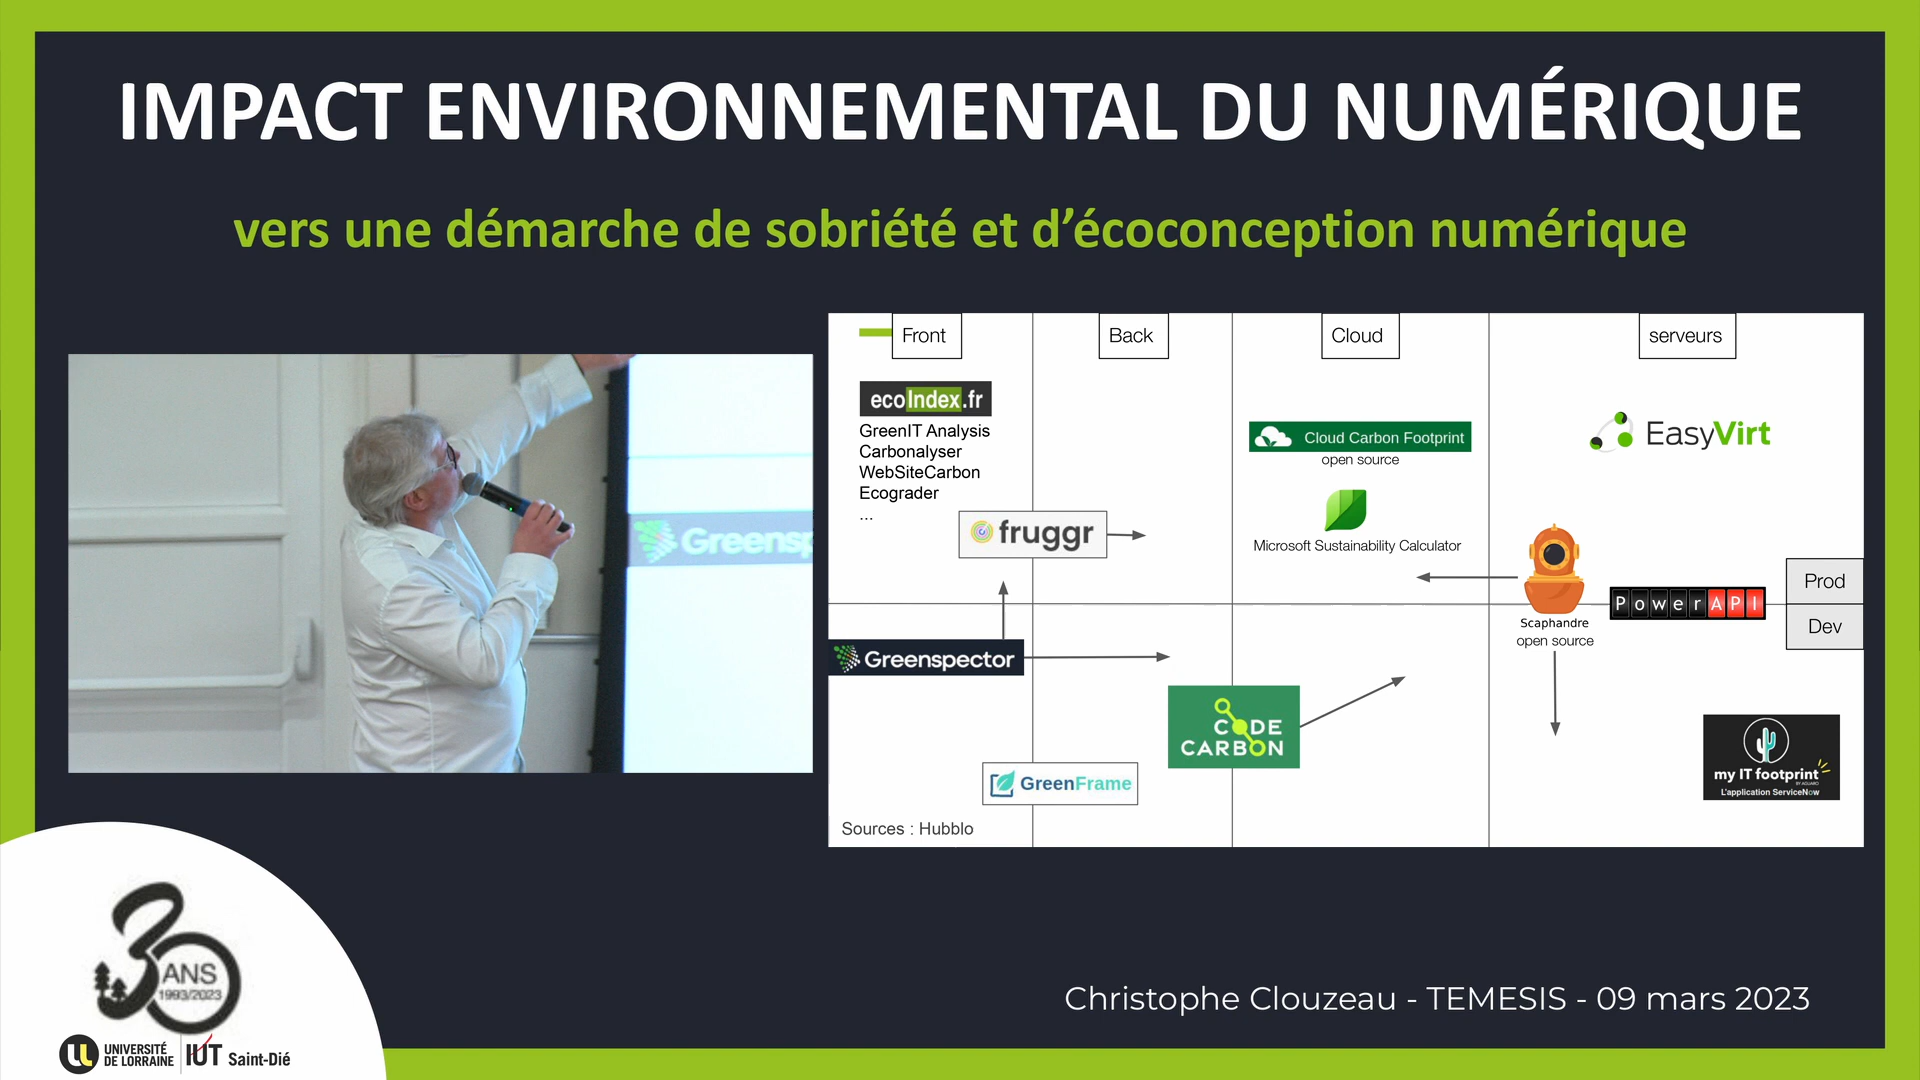 IMPACT ENVIRONNEMENTAL DU NUMÉRIQUE
vers une démarche de sobriété et d’écoconception numérique
Front
Back
Cloud
serveurs
ecoIndex.fr
GreenIT Analysis
Carbonalyser
WebSiteCarbon
Ecograder
...
fruggr
Cloud Carbon Footprint
open source
Microsoft Sustainability Calculator
EasyVirt
Scaphandre
open source
PowerAPI
Prod
Dev
Greenspector
CODE
CARBON
GreenFrame
my IT footprint
L'application ServiceNow
Sources : Hubblo
Greensp
30
ANS
1993/2023
UNIVERSITÉ
DE LORRAINE
IUT Saint-Dié
Christophe Clouzeau - TEMESIS - 09 mars 2023